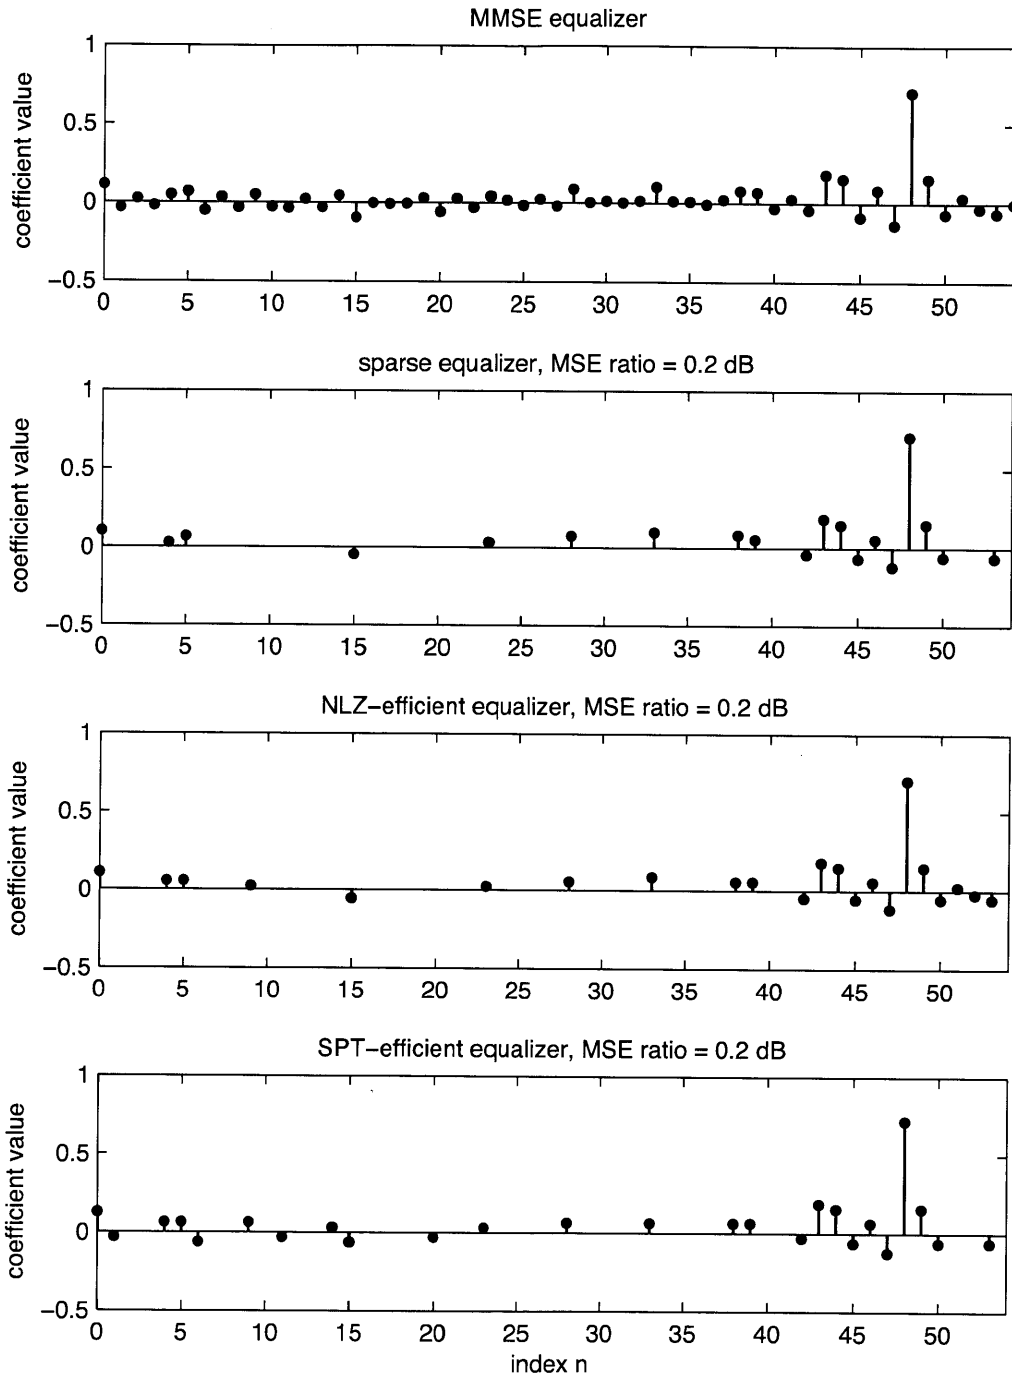 MMSE equalizer
coefficient value
1
0.5
0
−0.5
0 5 10 15 20 25 30 35 40 45 50
sparse equalizer, MSE ratio = 0.2 dB
coefficient value
1
0.5
0
−0.5
0 5 10 15 20 25 30 35 40 45 50
NLZ−efficient equalizer, MSE ratio = 0.2 dB
coefficient value
1
0.5
0
−0.5
0 5 10 15 20 25 30 35 40 45 50
SPT−efficient equalizer, MSE ratio = 0.2 dB
coefficient value
1
0.5
0
−0.5
0 5 10 15 20 25 30 35 40 45 50
index n